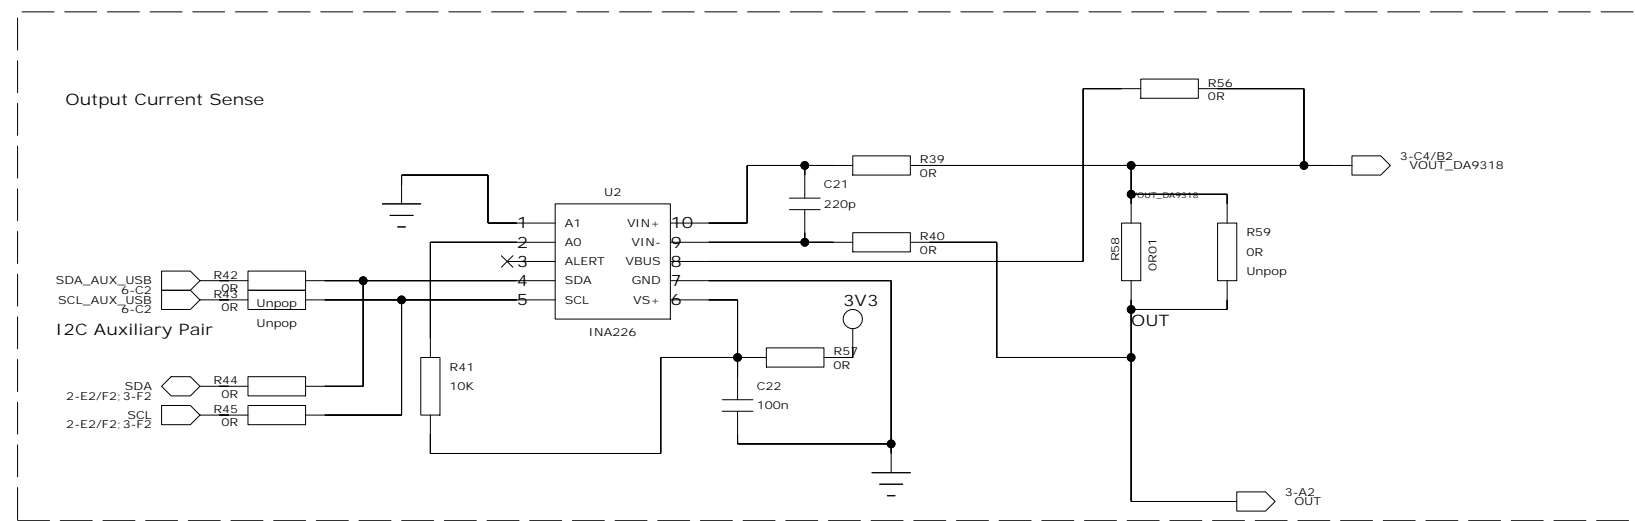 Output Current Sense
R56
0R
3-C4/B2
VOUT_DA9318
R39
0R
C21
220p
VOUT_DA9318
U2
1 A1 VIN+ 10
2 A0 VIN- 9
3 ALERT VBUS 8
4 SDA GND 7
5 SCL VS+ 6
INA226
R40
0R
R58
0R01
R59
0R
Unpop
OUT
SDA_AUX_USB
6-C2
R42
0R
Unpop
SCL_AUX_USB
6-C2
R43
0R
Unpop
I2C Auxiliary Pair
3V3
R57
0R
R41
10K
C22
100n
SDA
2-E2/F2;3-F2
R44
0R
SCL
2-E2/F2;3-F2
R45
0R
3-A2
OUT